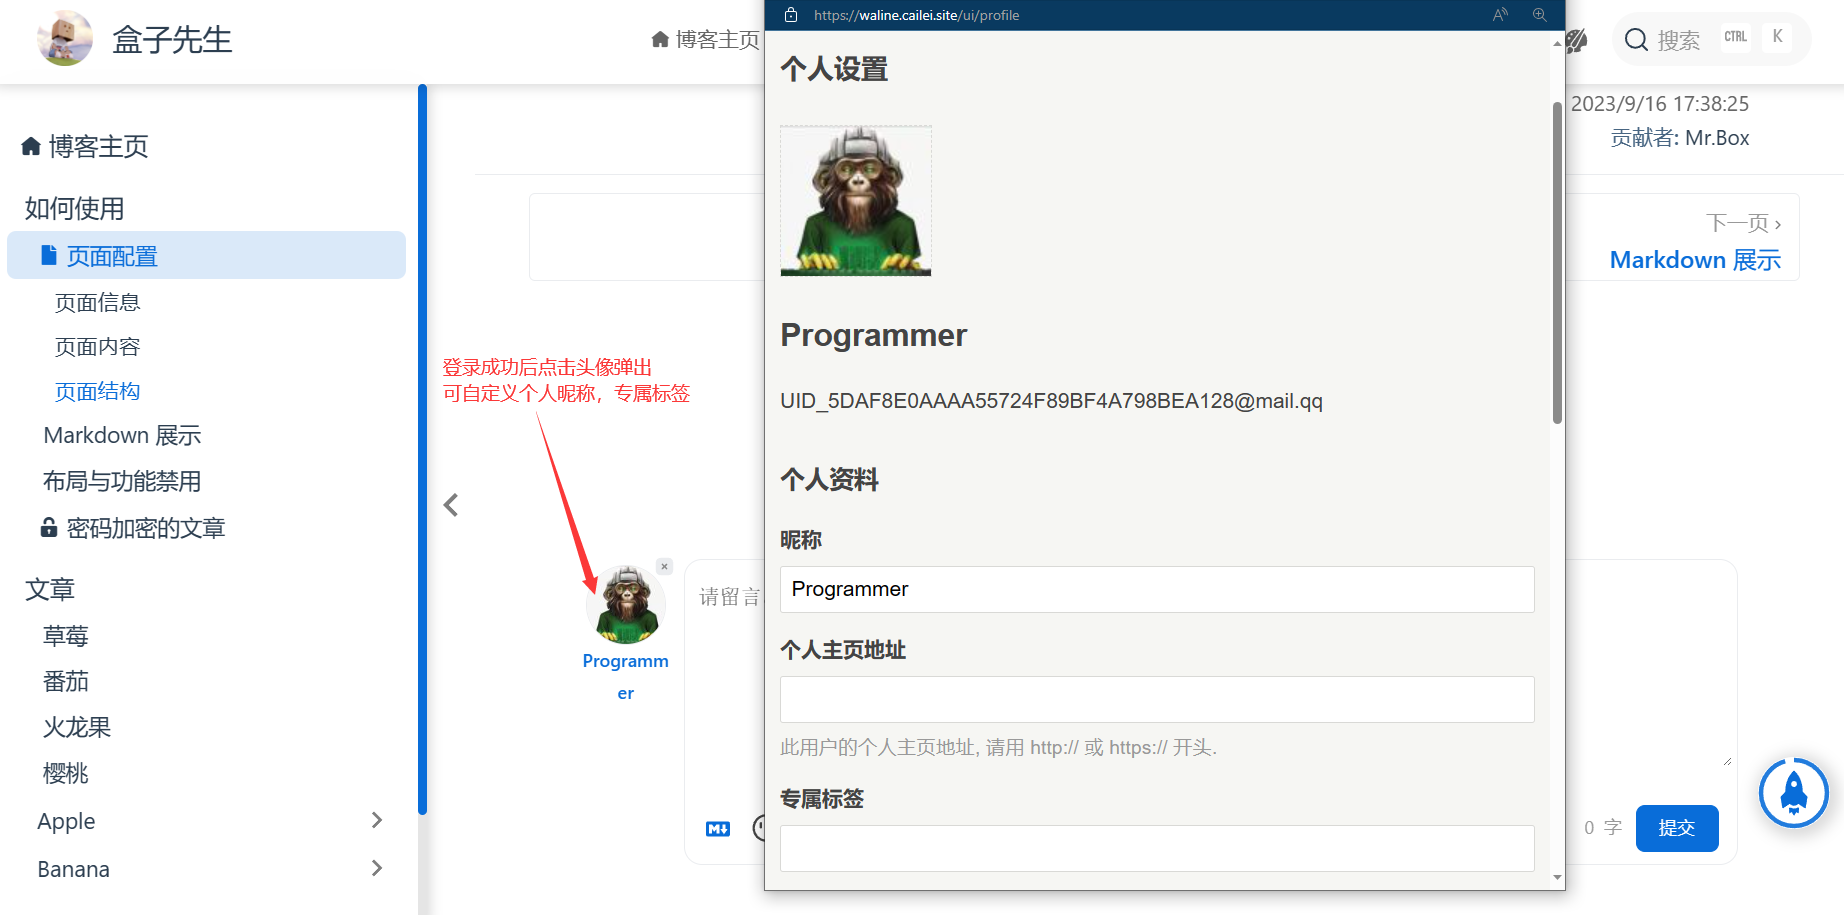 盒子先生
博客主页
https://waline.cailei.site/ui/profile
搜索
CTRL
K
博客主页
如何使用
页面配置
页面信息
页面内容
页面结构
Markdown 展示
布局与功能禁用
密码加密的文章
文章
草莓
番茄
火龙果
樱桃
Apple
Banana
2023/9/16 17:38:25
贡献者: Mr.Box
下一页
Markdown 展示
登录成功后点击头像弹出
可自定义个人昵称，专属标签
Programm
er
请留言
M
0 字
提交
个人设置
Programmer
UID_5DAF8E0AAAA55724F89BF4A798BEA128@mail.qq
个人资料
昵称
Programmer
个人主页地址
此用户的个人主页地址, 请用 http:// 或 https:// 开头.
专属标签